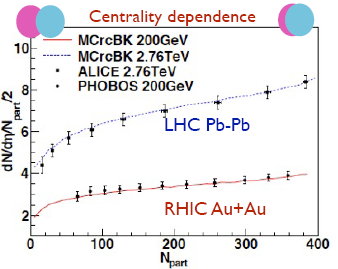 Centrality dependence
MCrcBK 200GeV
MCrcBK 2.76TeV
ALICE 2.76TeV
PHOBOS 200GeV
dN/dη/N_part/2
10
8
6
4
2
LHC Pb-Pb
RHIC Au+Au
0 100 200 300 400
N_part